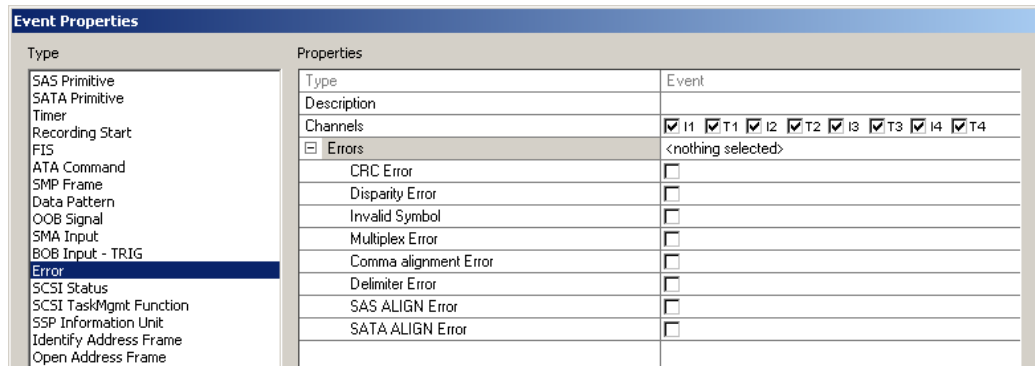 Event Properties
Type
Properties
SAS Primitive
SATA Primitive
Timer
Recording Start
FIS
ATA Command
SMP Frame
Data Pattern
OOB Signal
SMA Input
BOB Input - TRIG
Error
SCSI Status
SCSI TaskMgmt Function
SSP Information Unit
Identify Address Frame
Open Address Frame
Type Event
Description
Channels I1 T1 I2 T2 I3 T3 I4 T4
Errors <nothing selected>
CRC Error
Disparity Error
Invalid Symbol
Multiplex Error
Comma alignment Error
Delimiter Error
SAS ALIGN Error
SATA ALIGN Error